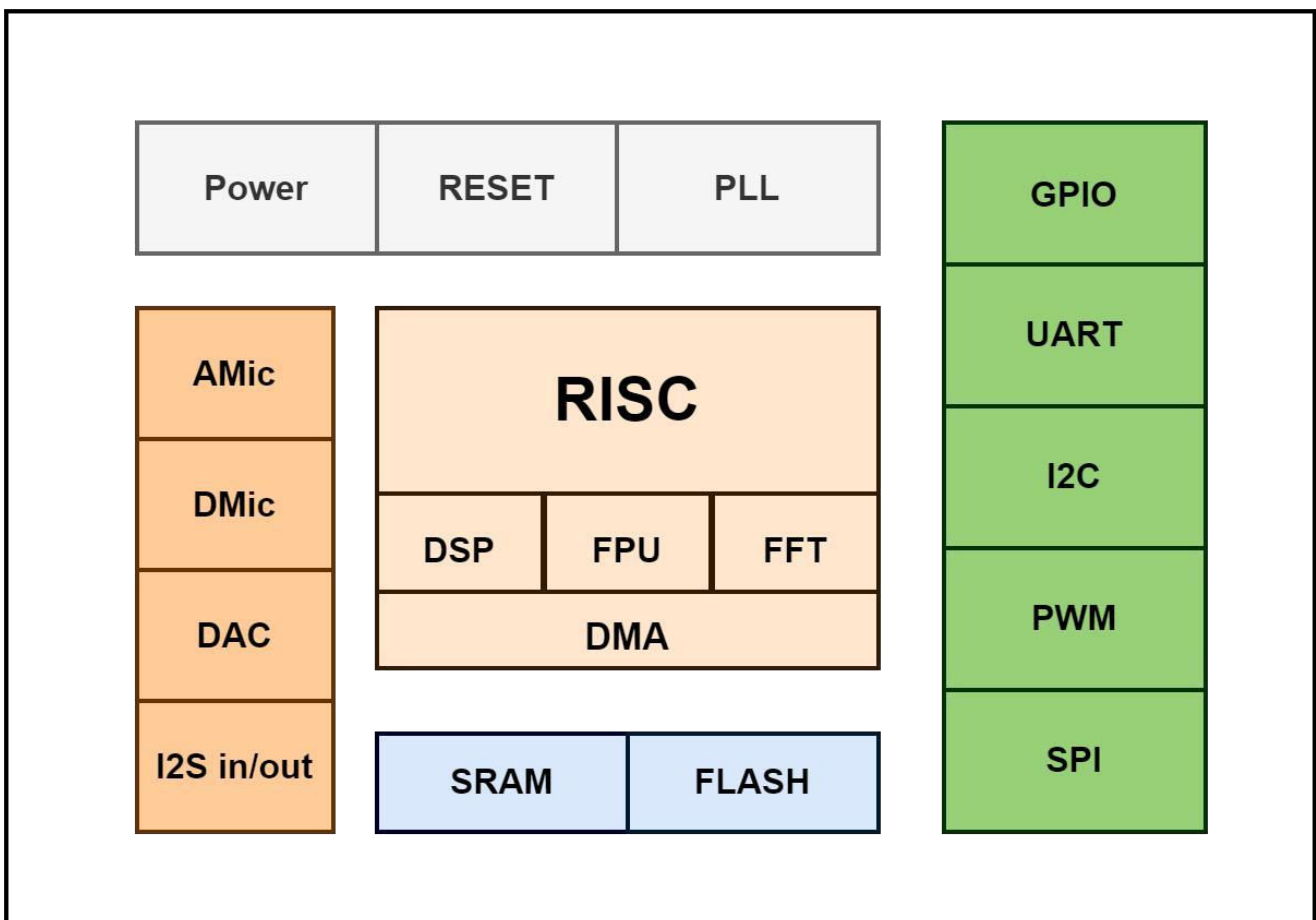 Power
RESET
PLL
AMic
DMic
DAC
I2S in/out
RISC
DSP
FPU
FFT
DMA
SRAM
FLASH
GPIO
UART
I2C
PWM
SPI